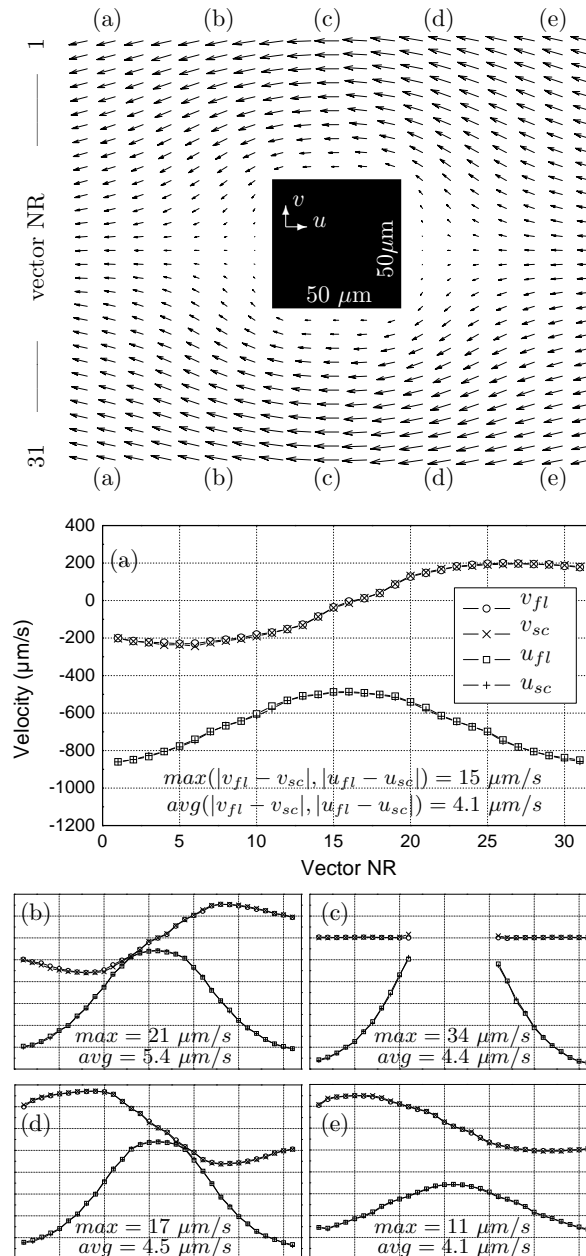 (a) (b) (c) (d) (e)
1
vector NR
31
v
u
50μm
50 μm
(a) (b) (c) (d) (e)
(a)
400
200
0
-200
-400
-600
-800
-1000
-1200
Velocity (μm/s)
v_fl
v_sc
u_fl
u_sc
max(|v_fl − v_sc|, |u_fl − u_sc|) = 15 μm/s
avg(|v_fl − v_sc|, |u_fl − u_sc|) = 4.1 μm/s
0 5 10 15 20 25 30
Vector NR
(b)
max = 21 μm/s
avg = 5.4 μm/s
(c)
max = 34 μm/s
avg = 4.4 μm/s
(d)
max = 17 μm/s
avg = 4.5 μm/s
(e)
max = 11 μm/s
avg = 4.1 μm/s